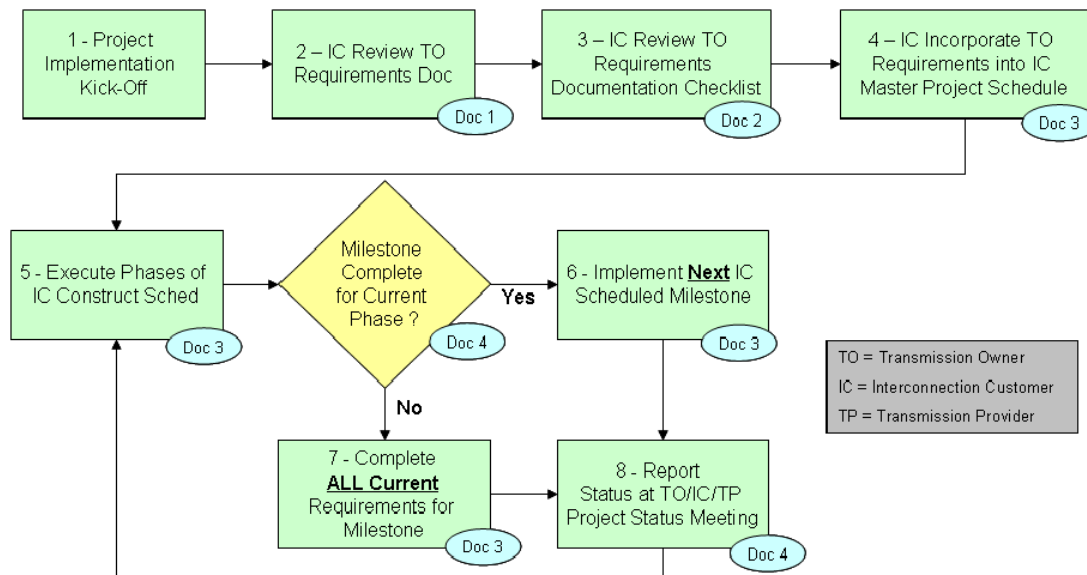 1 - Project
Implementation
Kick-Off
2 – IC Review TO
Requirements Doc
Doc 1
3 – IC Review TO
Requirements
Documentation Checklist
Doc 2
4 – IC Incorporate TO
Requirements into IC
Master Project Schedule
Doc 3
5 - Execute Phases of
IC Construct Sched
Doc 3
Milestone
Complete
for Current
Phase ?
Doc 4
Yes
6 - Implement Next IC
Scheduled Milestone
Doc 3
No
7 - Complete
ALL Current
Requirements for
Milestone
Doc 3
8 - Report
Status at TO/IC/TP
Project Status Meeting
Doc 4
TO = Transmission Owner
IC = Interconnection Customer
TP = Transmission Provider